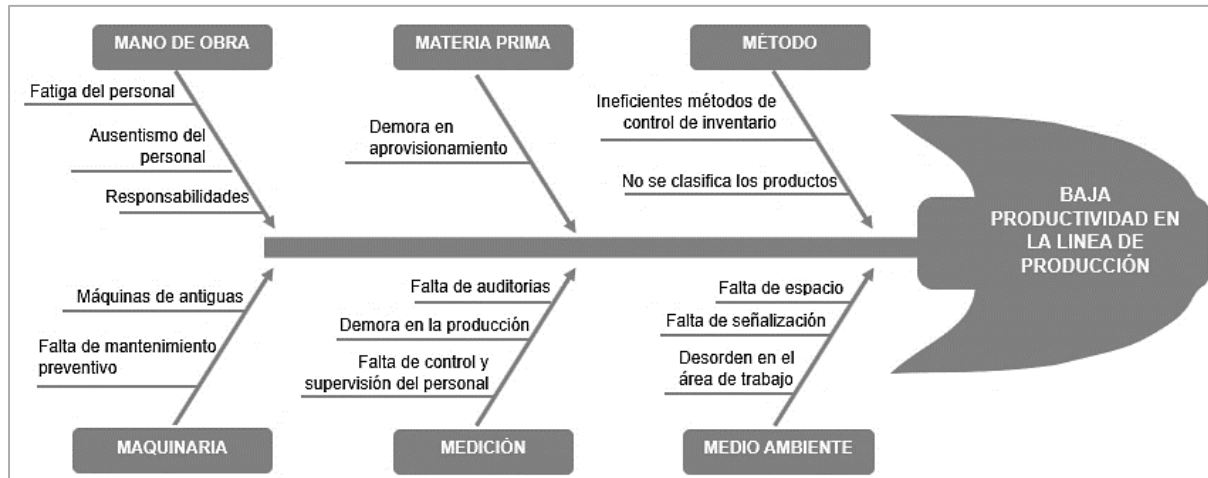 MANO DE OBRA
MATERIA PRIMA
MÉTODO
Fatiga del personal
Ausentismo del
personal
Responsabilidades
Demora en
aprovisionamiento
Ineficientes métodos de
control de inventario
No se clasifica los productos
BAJA
PRODUCTIVIDAD EN
LA LINEA DE
PRODUCCIÓN
Máquinas de antiguas
Falta de mantenimiento
preventivo
Falta de auditorias
Demora en la producción
Falta de control y
supervisión del personal
Falta de espacio
Falta de señalización
Desorden en el
área de trabajo
MAQUINARIA
MEDICIÓN
MEDIO AMBIENTE